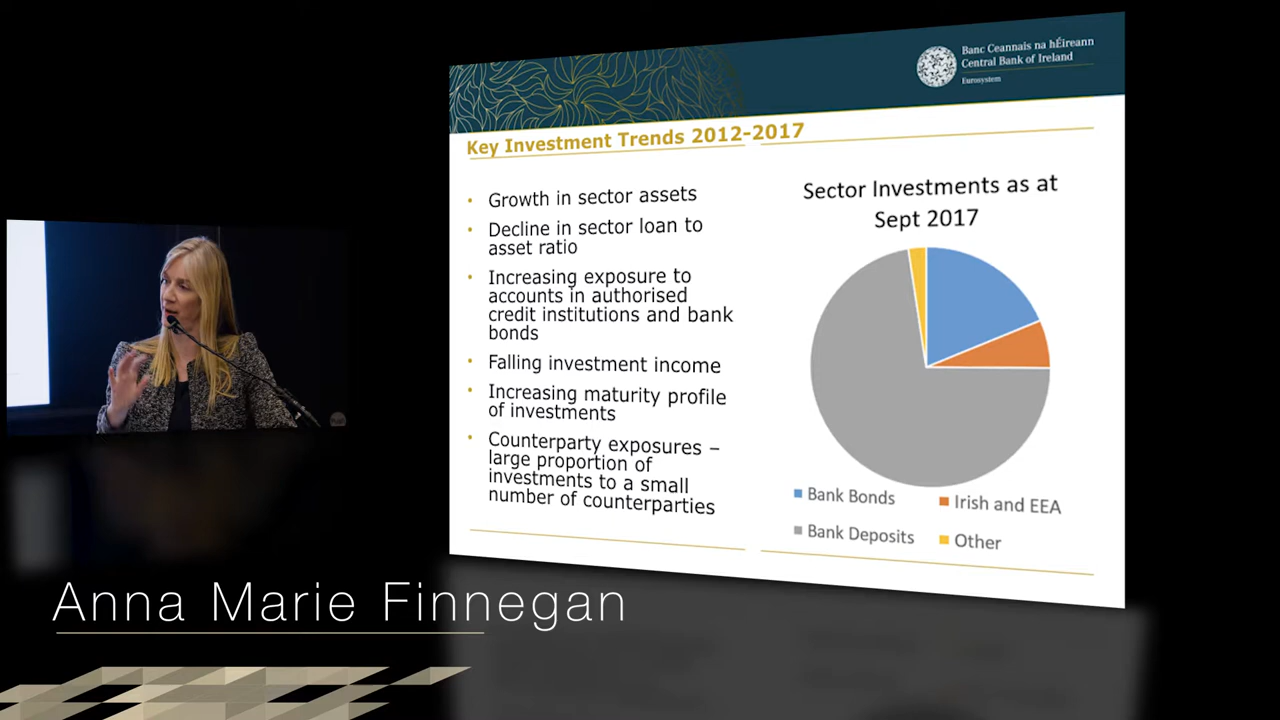 Banc Ceannais na hÉireann
Central Bank of Ireland
Eurosystem
Key Investment Trends 2012-2017
• Growth in sector assets
• Decline in sector loan to
asset ratio
• Increasing exposure to
accounts in authorised
credit institutions and bank
bonds
• Falling investment income
• Increasing maturity profile
of investments
• Counterparty exposures –
large proportion of
investments to a small
number of counterparties
Sector Investments as at
Sept 2017
Bank Bonds
Irish and EEA
Bank Deposits
Other
Anna Marie Finnegan